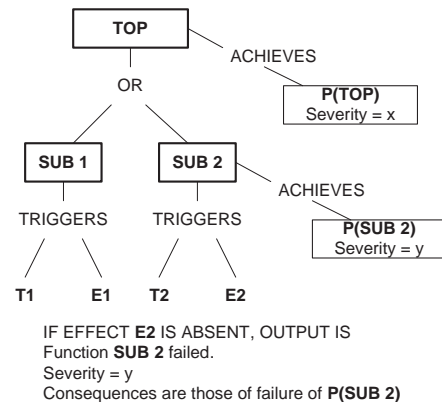 TOP
ACHIEVES
OR
P(TOP)
Severity = x
SUB 1
SUB 2
ACHIEVES
TRIGGERS
TRIGGERS
P(SUB 2)
Severity = y
T1
E1
T2
E2
IF EFFECT E2 IS ABSENT, OUTPUT IS
Function SUB 2 failed.
Severity = y
Consequences are those of failure of P(SUB 2)